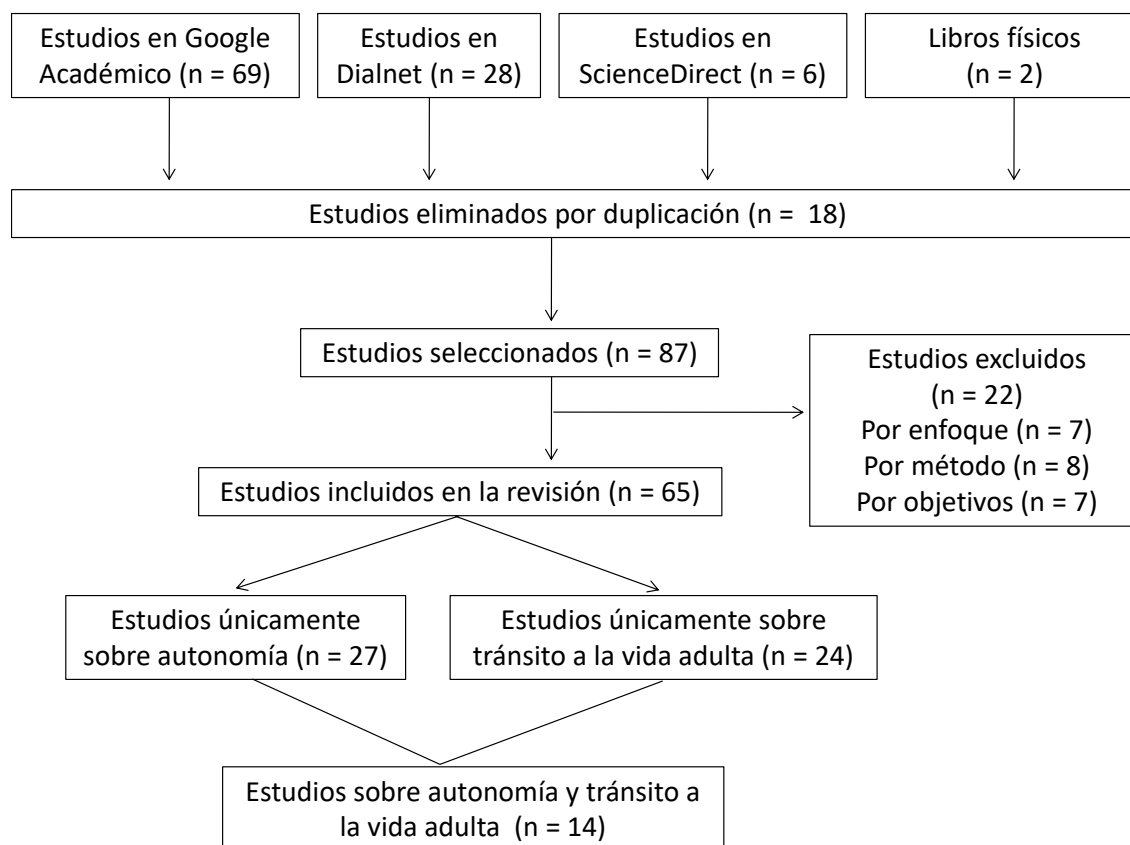 Estudios en Google
Académico (n = 69)
Estudios en
Dialnet (n = 28)
Estudios en
ScienceDirect (n = 6)
Libros físicos
(n = 2)
Estudios eliminados por duplicación (n =  18)
Estudios seleccionados (n = 87)
Estudios excluidos
(n = 22)
Por enfoque (n = 7)
Por método (n = 8)
Por objetivos (n = 7)
Estudios incluidos en la revisión (n = 65)
Estudios únicamente
sobre autonomía (n = 27)
Estudios únicamente sobre
tránsito a la vida adulta (n = 24)
Estudios sobre autonomía y tránsito a
la vida adulta  (n = 14)